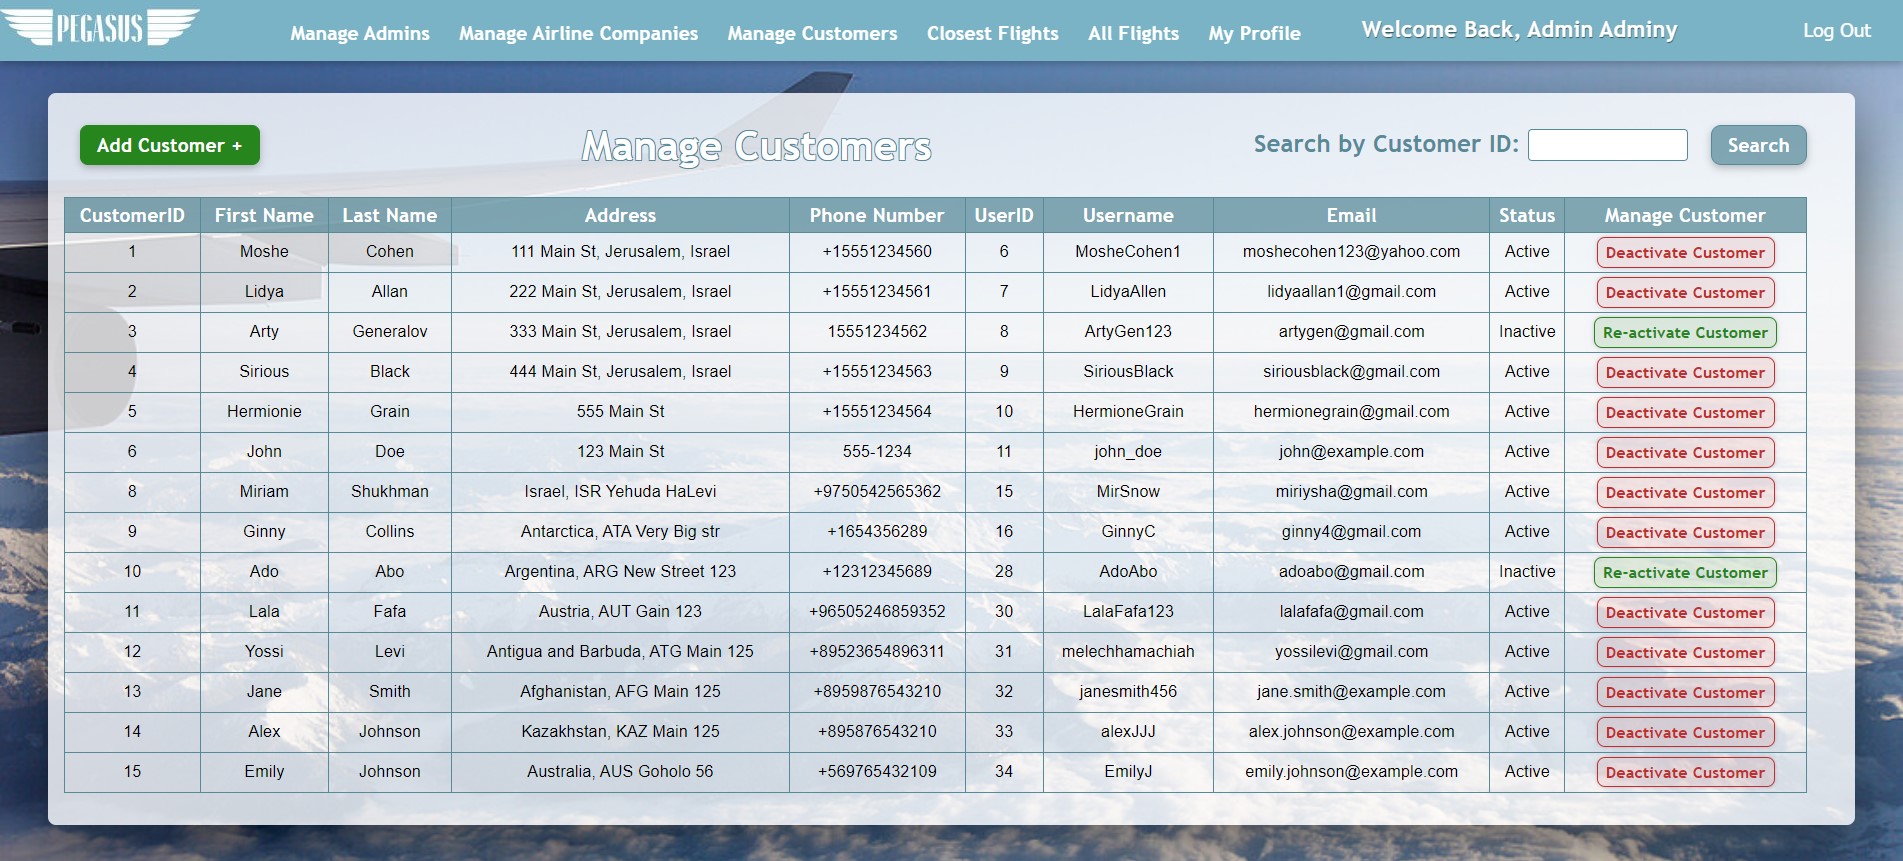 PEGASUS Manage Admins Manage Airline Companies Manage Customers Closest Flights All Flights My Profile Welcome Back, Admin Adminy Log Out
Add Customer + Manage Customers Search by Customer ID: Search
CustomerID First Name Last Name Address Phone Number UserID Username Email Status Manage Customer
1 Moshe Cohen 111 Main St, Jerusalem, Israel +15551234560 6 MosheCohen1 moshecohen123@yahoo.com Active Deactivate Customer
2 Lidya Allan 222 Main St, Jerusalem, Israel +15551234561 7 LidyaAllen lidyaallan1@gmail.com Active Deactivate Customer
3 Arty Generalov 333 Main St, Jerusalem, Israel 15551234562 8 ArtyGen123 artygen@gmail.com Inactive Re-activate Customer
4 Sirious Black 444 Main St, Jerusalem, Israel +15551234563 9 SiriousBlack siriousblack@gmail.com Active Deactivate Customer
5 Hermionie Grain 555 Main St +15551234564 10 HermioneGrain hermionegrain@gmail.com Active Deactivate Customer
6 John Doe 123 Main St 555-1234 11 john_doe john@example.com Active Deactivate Customer
8 Miriam Shukhman Israel, ISR Yehuda HaLevi +9750542565362 15 MirSnow miriysha@gmail.com Active Deactivate Customer
9 Ginny Collins Antarctica, ATA Very Big str +1654356289 16 GinnyC ginny4@gmail.com Active Deactivate Customer
10 Ado Abo Argentina, ARG New Street 123 +12312345689 28 AdoAbo adoabo@gmail.com Inactive Re-activate Customer
11 Lala Fafa Austria, AUT Gain 123 +96505246859352 30 LalaFafa123 lalafafa@gmail.com Active Deactivate Customer
12 Yossi Levi Antigua and Barbuda, ATG Main 125 +89523654896311 31 melechhamachiah yossilevi@gmail.com Active Deactivate Customer
13 Jane Smith Afghanistan, AFG Main 125 +8959876543210 32 janesmith456 jane.smith@example.com Active Deactivate Customer
14 Alex Johnson Kazakhstan, KAZ Main 125 +895876543210 33 alexJJJ alex.johnson@example.com Active Deactivate Customer
15 Emily Johnson Australia, AUS Goholo 56 +569765432109 34 EmilyJ emily.johnson@example.com Active Deactivate Customer